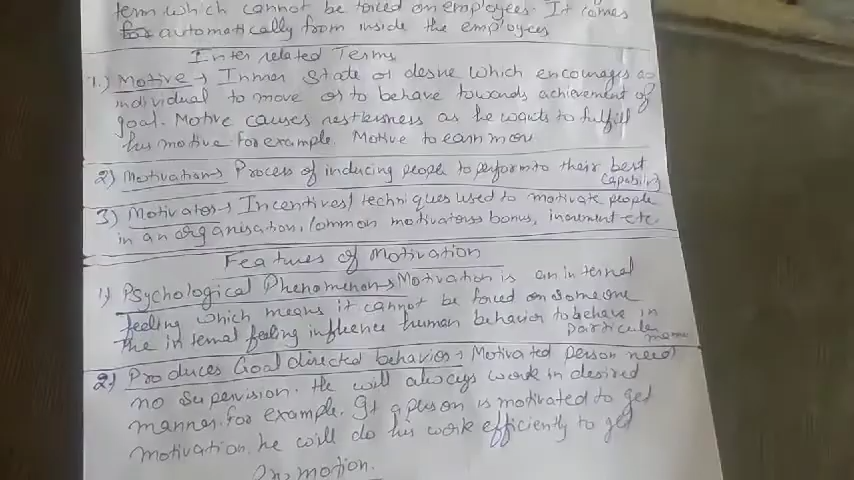 term which cannot be forced on employees. It comes
for automatically from inside the employees
Inter related Terms
1.) Motive → Inner State of desire which encourages an
individual to move or to behave towards achievement of
goal. Motive causes restlessness as he wants to fulfill
his motive. for example. Motive to earn more
2) Motivation → Process of inducing people to perform to their best
capability
3) Motivators → Incentives/techniques used to motivate people
in an organisation, Common motivators bonus, increment etc.
Features of Motivation
1) Psychological Phenomenon → Motivation is an internal
feeling which means it cannot be forced on someone
the internal feeling influence human behavior to behave in
particular manner
2) Produces Goal directed behavior → Motivated person need
no supervision. He will always work in desired
manner. for example. If a person is motivated to get
motivation, he will do his work efficiently to get
motion.